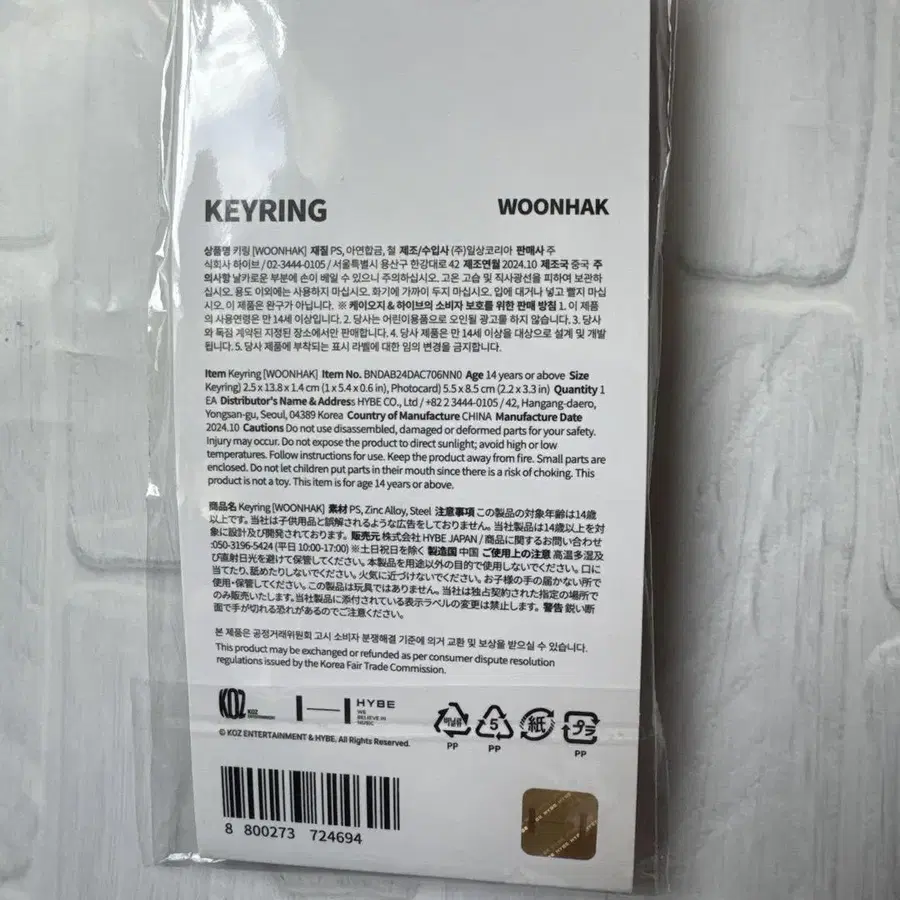 KEYRING
WOONHAK
상품명 키링 [WOONHAK] 재질 PS, 아연합금, 철 제조/수입사 (주)일상코리아 판매사 주
식회사 하이브 / 02-3444-0105 / 서울특별시 용산구 한강대로 42 제조연월 2024.10 제조국 중국 주
의사항 날카로운 부분에 손이 베일 수 있으니 주의하십시오. 고온 고습 및 직사광선을 피하여 보관하
십시오. 용도 이외에는 사용하지 마십시오. 화기에 가까이 두지 마십시오. 입에 대거나 넣고 빨지 마십
시오. 이 제품은 완구가 아닙니다. ※ 케이오지 & 하이브의 소비자 보호를 위한 판매 방침 1. 이 제품
의 사용연령은 만 14세 이상입니다. 2. 당사는 어린이용품으로 오인될 광고를 하지 않습니다. 3. 당사
와 독점 계약된 지정된 장소에서만 판매합니다. 4. 당사 제품은 만 14세 이상을 대상으로 설계 및 개발
됩니다. 5. 당사 제품에 부착되는 표시 라벨에 대한 임의 변경을 금지합니다.
Item Keyring [WOONHAK] Item No. BNDAB24DAC706NN0 Age 14 years or above Size
Keyring) 2.5 x 13.8 x 1.4 cm (1 x 5.4 x 0.6 in), Photocard) 5.5 x 8.5 cm (2.2 x 3.3 in) Quantity 1
EA Distributor's Name & Address HYBE CO., Ltd / +82 2 3444-0105 / 42, Hangang-daero,
Yongsan-gu, Seoul, 04389 Korea Country of Manufacture CHINA Manufacture Date
2024.10 Cautions Do not use disassembled, damaged or deformed parts for your safety.
Injury may occur. Do not expose the product to direct sunlight; avoid high or low
temperatures. Follow instructions for use. Keep the product away from fire. Small parts are
enclosed. Do not let children put parts in their mouth since there is a risk of choking. This
product is not a toy. This item is for age 14 years or above.
商品名 Keyring [WOONHAK] 素材 PS, Zinc Alloy, Steel 注意事項 この製品の対象年齢は14歳
以上です。当社は子供用品と誤解されるような広告をしておりません。当社製品は14歳以上を対
象に設計及び開発されております。 販売元 株式会社 HYBE JAPAN / 商品に関するお問い合わせ
:050-3196-5424 (平日 10:00-17:00) ※土日祝日を除く 製造国 中国 ご使用上の注意 高温多湿及
び直射日光を避けて保管してください。本製品を用途以外の目的で使用しないでください。口に
当てたり、舐めたりしないでください。火気に近づけないでください。お子様の手の届かない所で
使用・保管してください。この製品は玩具ではありません。当社は独占契約された指定の場所で
のみ販売いたします。当社製品に添付されている表示ラベルの変更は禁止します。 警告 鋭い断
面で手が切れる恐れがあるのでご注意ください。
본 제품은 공정거래위원회 고시 소비자 분쟁해결 기준에 의거 교환 및 보상을 받으실 수 있습니다.
This product may be exchanged or refunded as per consumer dispute resolution
regulations issued by the Korea Fair Trade Commission.
KOZ KOZ
ENTERTAINMENT
HYBE
WE
BELIEVE IN
MUSIC
비닐류
PP
5
PP
紙
プラ
PP
© KOZ ENTERTAINMENT & HYBE. All Rights Reserved.
8 800273 724694